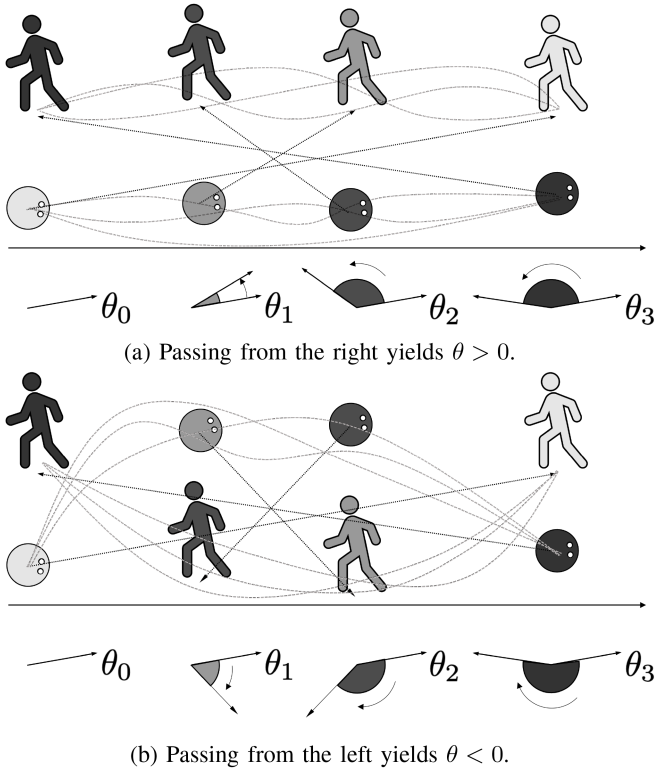 θ₀ θ₁ θ₂ θ₃
(a) Passing from the right yields θ > 0.
θ₀ θ₁ θ₂ θ₃
(b) Passing from the left yields θ < 0.